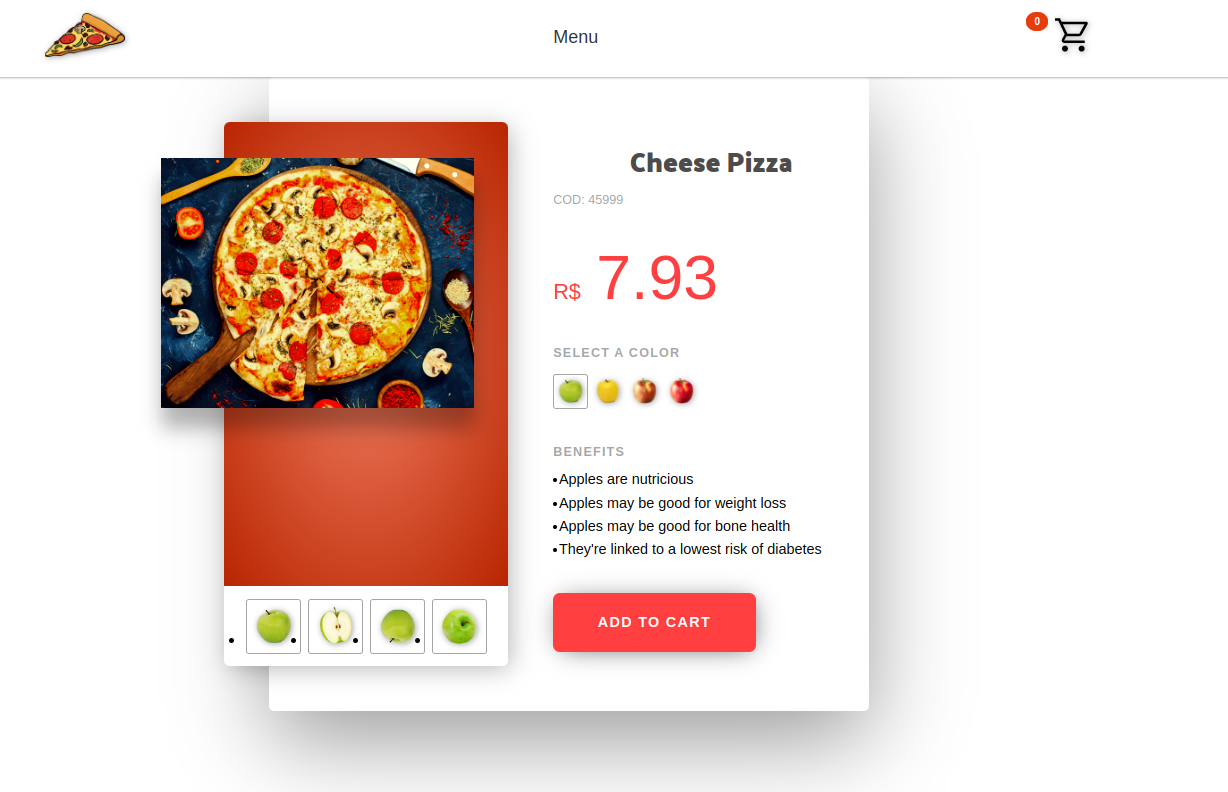 Menu
0
Cheese Pizza
COD: 45999
R$ 7.93
SELECT A COLOR
BENEFITS
•Apples are nutricious
•Apples may be good for weight loss
•Apples may be good for bone health
•They're linked to a lowest risk of diabetes
ADD TO CART